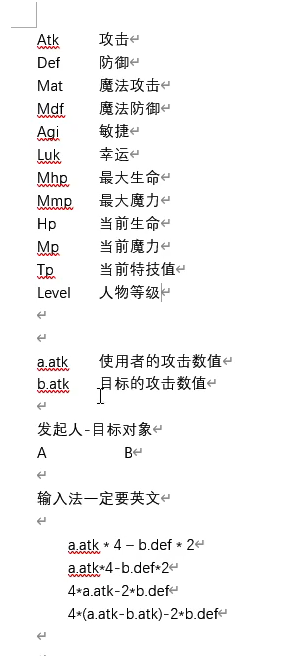 Atk 攻击
Def 防御
Mat 魔法攻击
Mdf 魔法防御
Agi 敏捷
Luk 幸运
Mhp 最大生命
Mmp 最大魔力
Hp 当前生命
Mp 当前魔力
Tp 当前特技值
Level 人物等级
a.atk 使用者的攻击数值
b.atk 目标的攻击数值
发起人-目标对象
A B
输入法一定要英文
a.atk * 4 – b.def * 2
a.atk*4-b.def*2
4*a.atk-2*b.def
4*(a.atk-b.atk)-2*b.def